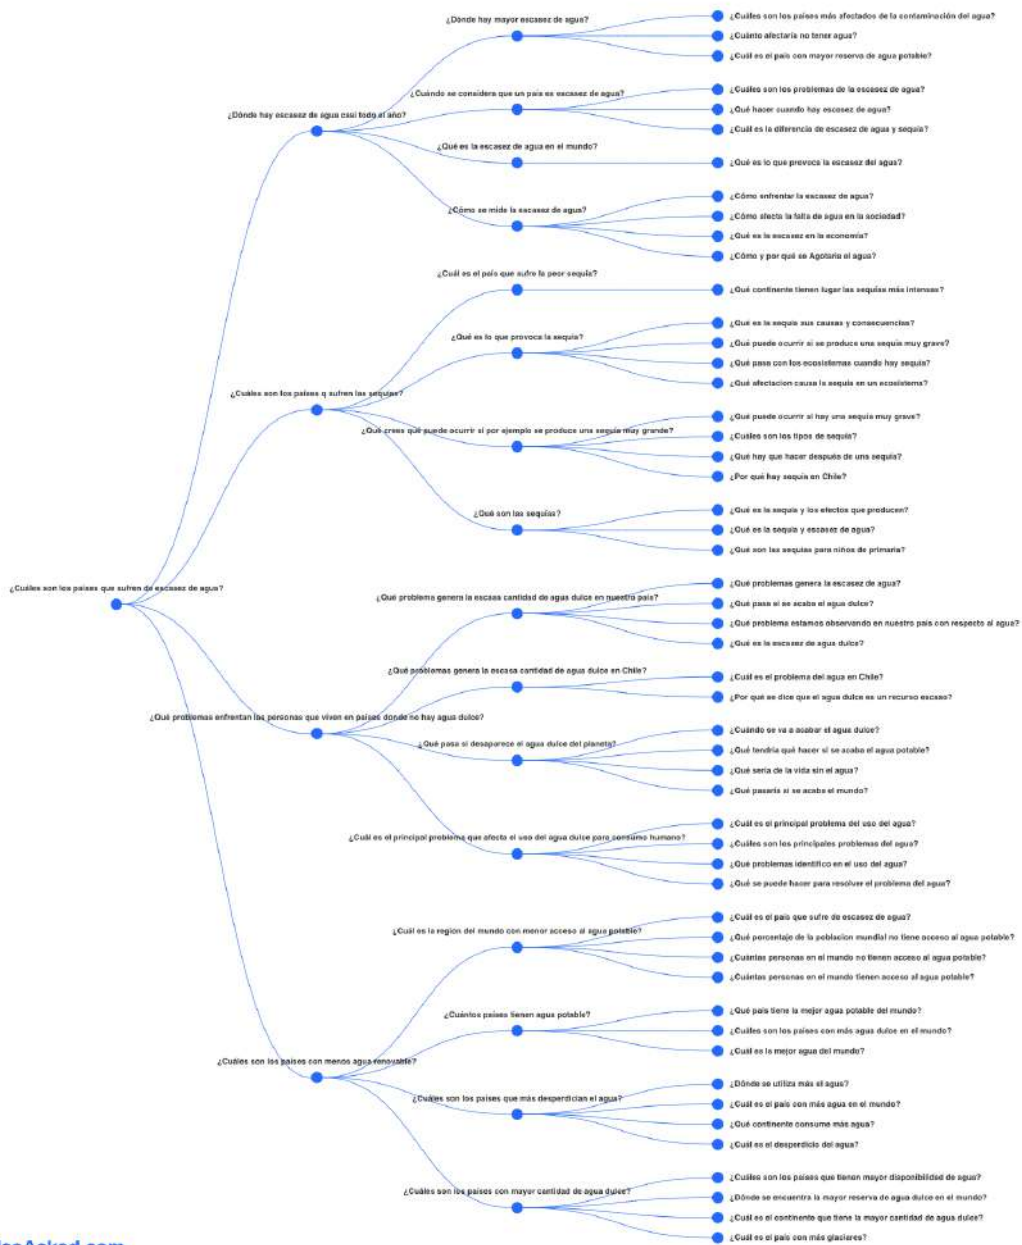 ¿Dónde hay mayor escasez de agua?
¿Cuáles son los países más afectados de la contaminación del agua?
¿Cuánto afectaría no tener agua?
¿Cuál es el país con mayor reserva de agua potable?
¿Dónde hay escasez de agua casi todo el año?
¿Cuándo se considera que un país es escasez de agua?
¿Cuáles son los problemas de la escasez de agua?
¿Qué hacer cuando hay escasez de agua?
¿Cuál es la diferencia de escasez de agua y sequía?
¿Qué es la escasez de agua en el mundo?
¿Qué es lo que provoca la escasez del agua?
¿Cómo se mide la escasez de agua?
¿Cómo enfrentar la escasez de agua?
¿Cómo afecta la falta de agua en la sociedad?
¿Qué es la escasez en la economía?
¿Cómo y por qué se Agotaria el agua?
¿Cuál es el país que sufre la peor sequía?
¿Qué continente tienen lugar las sequías más intensas?
¿Cuáles son los países q sufren las sequías?
¿Qué es lo que provoca la sequía?
¿Qué es la sequía sus causas y consecuencias?
¿Qué puede ocurrir si se produce una sequía muy grave?
¿Qué pasa con los ecosistemas cuando hay sequía?
¿Qué afectacion causa la sequía en un ecosistema?
¿Qué crees que puede ocurrir si por ejemplo se produce una sequía muy grande?
¿Qué puede ocurrir si hay una sequía muy grave?
¿Cuáles son los tipos de sequía?
¿Qué hay que hacer después de una sequía?
¿Por qué hay sequía en Chile?
¿Qué son las sequías?
¿Qué es la sequía y los efectos que producen?
¿Qué es la sequía y escasez de agua?
¿Qué son las sequías para niños de primaria?
¿Cuáles son los países que sufren de escasez de agua?
¿Qué problema genera la escasa cantidad de agua dulce en nuestro país?
¿Qué problemas genera la escasez de agua?
¿Qué pasa si se acaba el agua dulce?
¿Qué problema estamos observando en nuestro país con respecto al agua?
¿Qué es la escasez de agua dulce?
¿Qué problemas enfrentan las personas que viven en países donde no hay agua dulce?
¿Qué problemas genera la escasa cantidad de agua dulce en Chile?
¿Cuál es el problema del agua en Chile?
¿Por qué se dice que el agua dulce es un recurso escaso?
¿Qué pasa si desaparece el agua dulce del planeta?
¿Cuándo se va a acabar el agua dulce?
¿Qué tendría qué hacer si se acaba el agua potable?
¿Qué sería de la vida sin el agua?
¿Qué pasaría si se acaba el mundo?
¿Cuál es el principal problema que afecta el uso del agua dulce para consumo humano?
¿Cuál es el principal problema del uso del agua?
¿Cuáles son los principales problemas del agua?
¿Qué problemas identifico en el uso del agua?
¿Qué se puede hacer para resolver el problema del agua?
¿Cuáles son los países con menos agua renovable?
¿Cuál es la región del mundo con menor acceso al agua potable?
¿Cuál es el país que sufre de escasez de agua?
¿Qué porcentaje de la poblacion mundial no tiene acceso al agua potable?
¿Cuántas personas en el mundo no tienen acceso al agua potable?
¿Cuántas personas en el mundo tienen acceso al agua potable?
¿Cuántos países tienen agua potable?
¿Qué país tiene la mejor agua potable del mundo?
¿Cuáles son los países con más agua dulce en el mundo?
¿Cuál es la mejor agua del mundo?
¿Cuáles son los países que más desperdician el agua?
¿Dónde se utiliza más el agua?
¿Cuál es el país con más agua en el mundo?
¿Qué continente consume más agua?
¿Cuál es el desperdicio del agua?
¿Cuáles son los países con mayor cantidad de agua dulce?
¿Cuáles son los países que tienen mayor disponibilidad de agua?
¿Dónde se encuentra la mayor reserva de agua dulce en el mundo?
¿Cuál es el continente que tiene la mayor cantidad de agua dulce?
¿Cuál es el país con más glaciares?